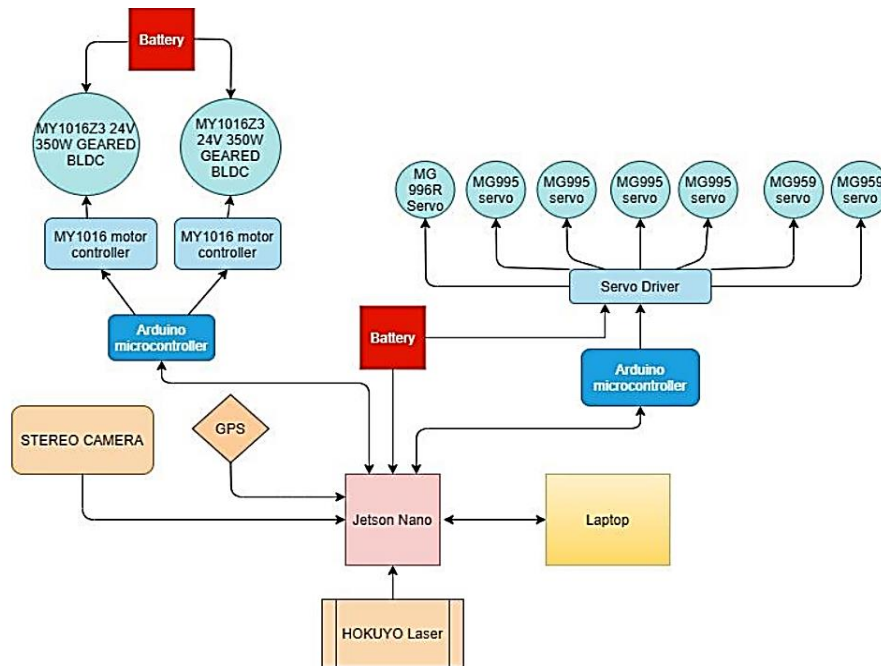 Battery
MY1016Z3 24V
350W GEARED
BLDC
MY1016Z3
24V 350W
GEARED
BLDC
MG
996R
Servo
MG995
servo
MG995
servo
MG995
servo
MG995
servo
MG959
servo
MG959
servo
MY1016 motor
controller
MY1016 motor
controller
Servo Driver
Arduino
microcontroller
Battery
Arduino
microcontroller
STEREO CAMERA
GPS
Jetson Nano
Laptop
HOKUYO Laser